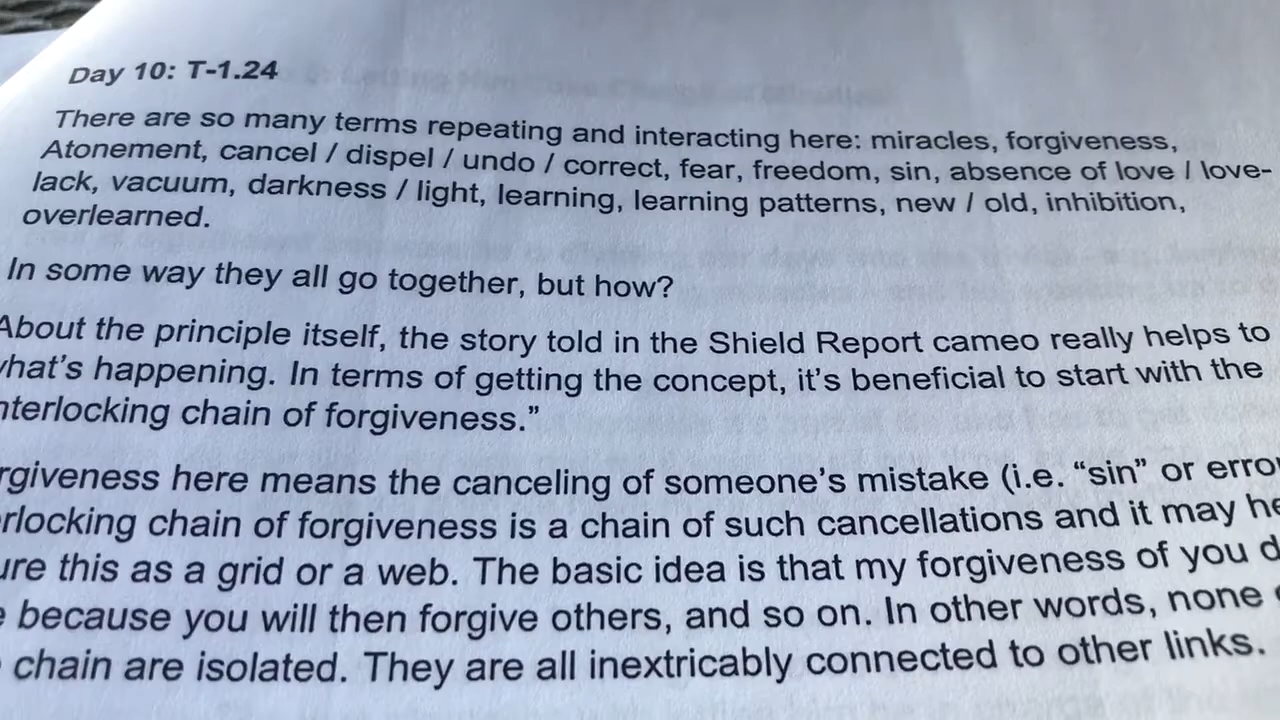 Day 10: T-1.24
There are so many terms repeating and interacting here: miracles, forgiveness,
Atonement, cancel / dispel / undo / correct, fear, freedom, sin, absence of love / love-
lack, vacuum, darkness / light, learning, learning patterns, new / old, inhibition,
overlearned.
In some way they all go together, but how?
About the principle itself, the story told in the Shield Report cameo really helps to
what's happening. In terms of getting the concept, it's beneficial to start with the
nterlocking chain of forgiveness."
rgiveness here means the canceling of someone's mistake (i.e. "sin" or error
rlocking chain of forgiveness is a chain of such cancellations and it may he
ure this as a grid or a web. The basic idea is that my forgiveness of you d
e because you will then forgive others, and so on. In other words, none
chain are isolated. They are all inextricably connected to other links.